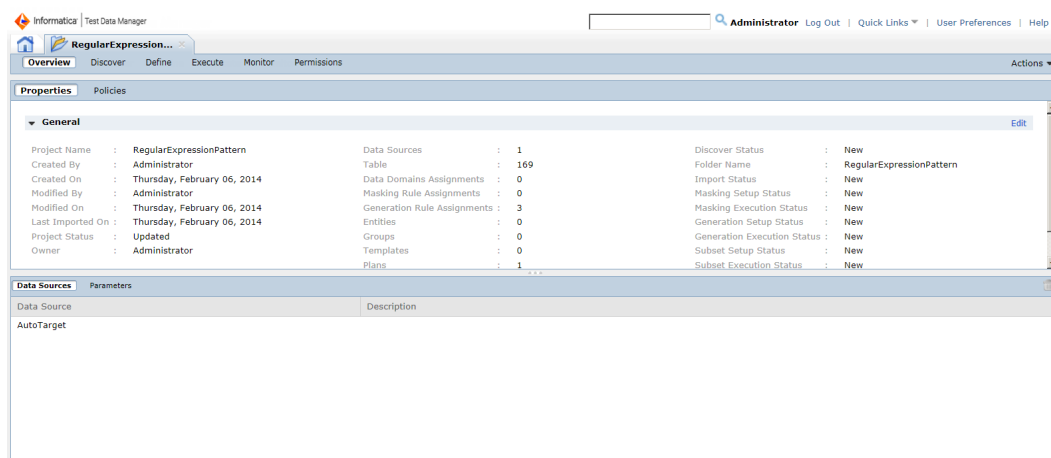 Informatica Test Data Manager
Administrator Log Out | Quick Links | User Preferences | Help
RegularExpression...
Overview Discover Define Execute Monitor Permissions Actions
Properties Policies
General Edit
Project Name : RegularExpressionPattern Data Sources : 1 Discover Status : New
Created By : Administrator Table : 169 Folder Name : RegularExpressionPattern
Created On : Thursday, February 06, 2014 Data Domains Assignments : 0 Import Status : New
Modified By : Administrator Masking Rule Assignments : 0 Masking Setup Status : New
Modified On : Thursday, February 06, 2014 Generation Rule Assignments : 3 Masking Execution Status : New
Last Imported On : Thursday, February 06, 2014 Entities : 0 Generation Setup Status : New
Project Status : Updated Groups : 0 Generation Execution Status : New
Owner : Administrator Templates : 0 Subset Setup Status : New
Plans : 1 Subset Execution Status : New
Data Sources Parameters
Data Source Description
AutoTarget